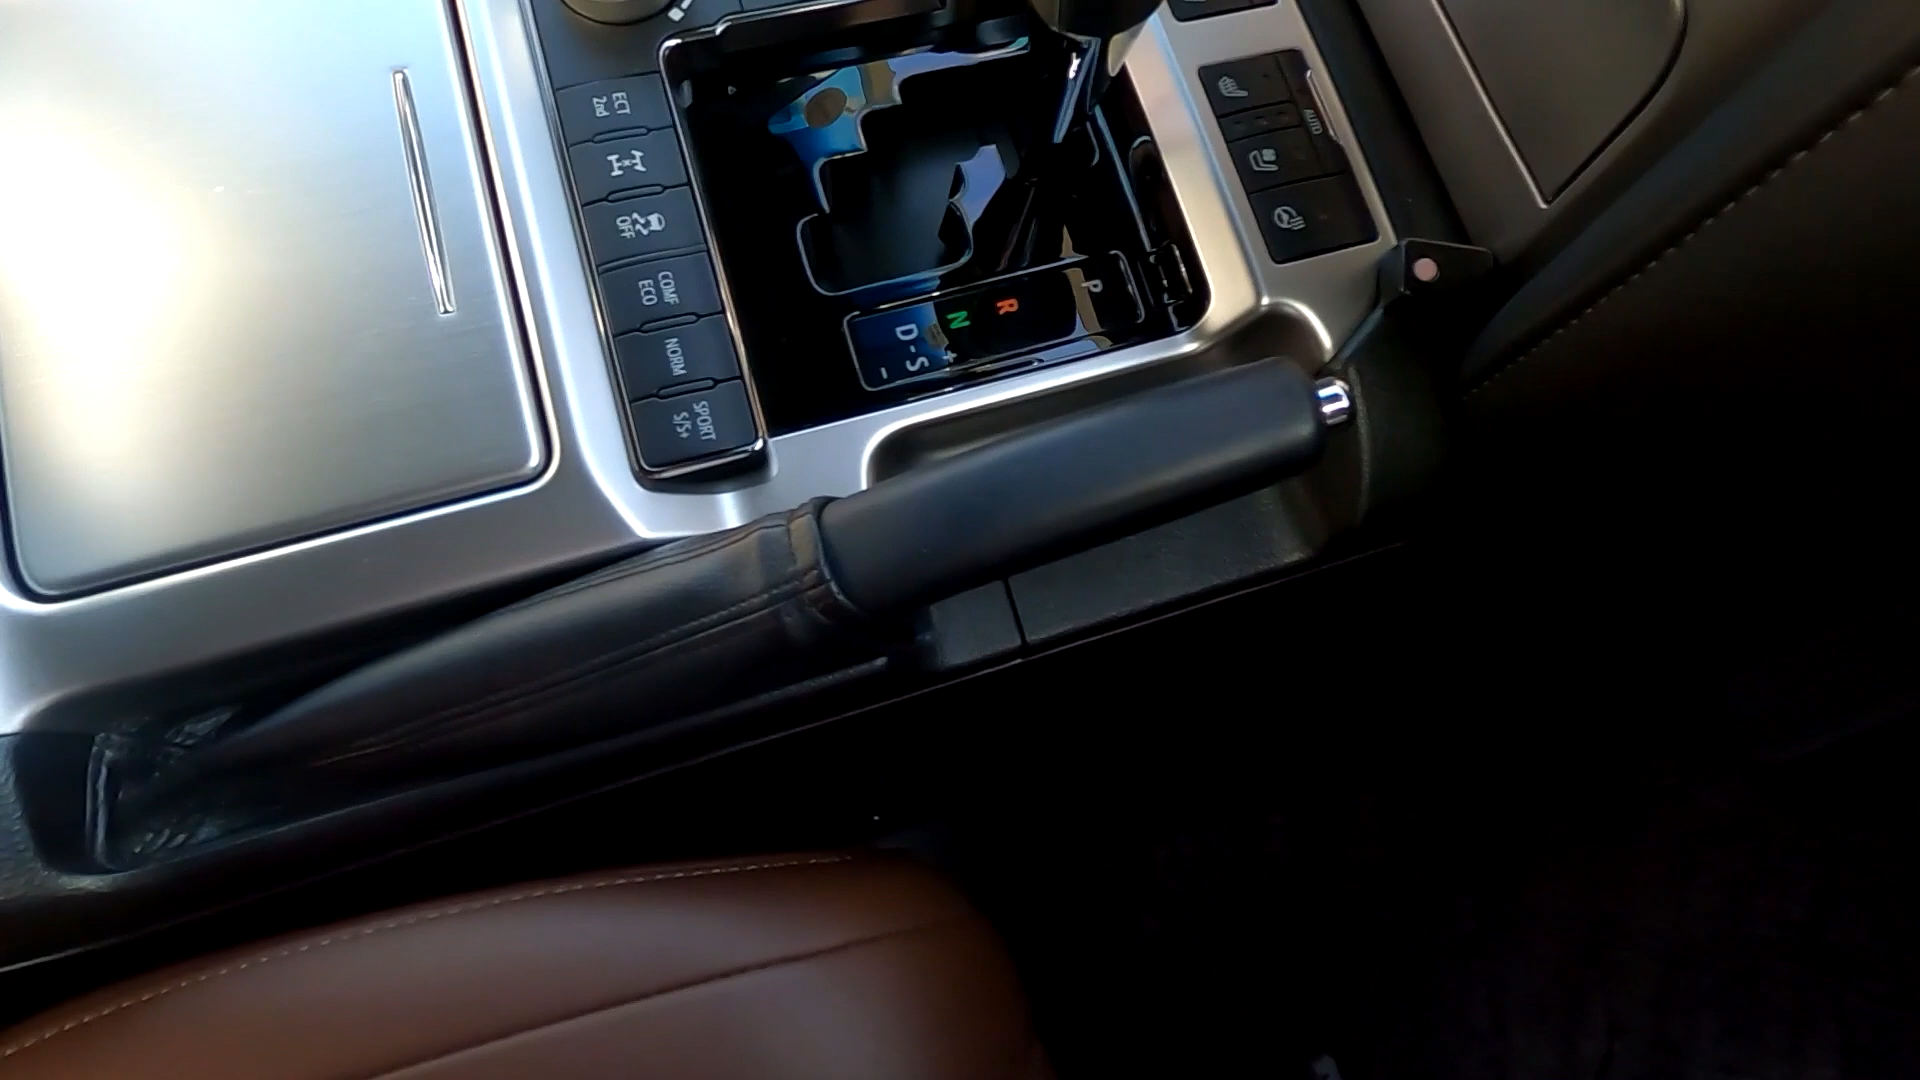 ECT
2nd
OFF
COMF
ECO
NORM
SPORT
S/S+
P
R
N
D - S
+
-
AUTO